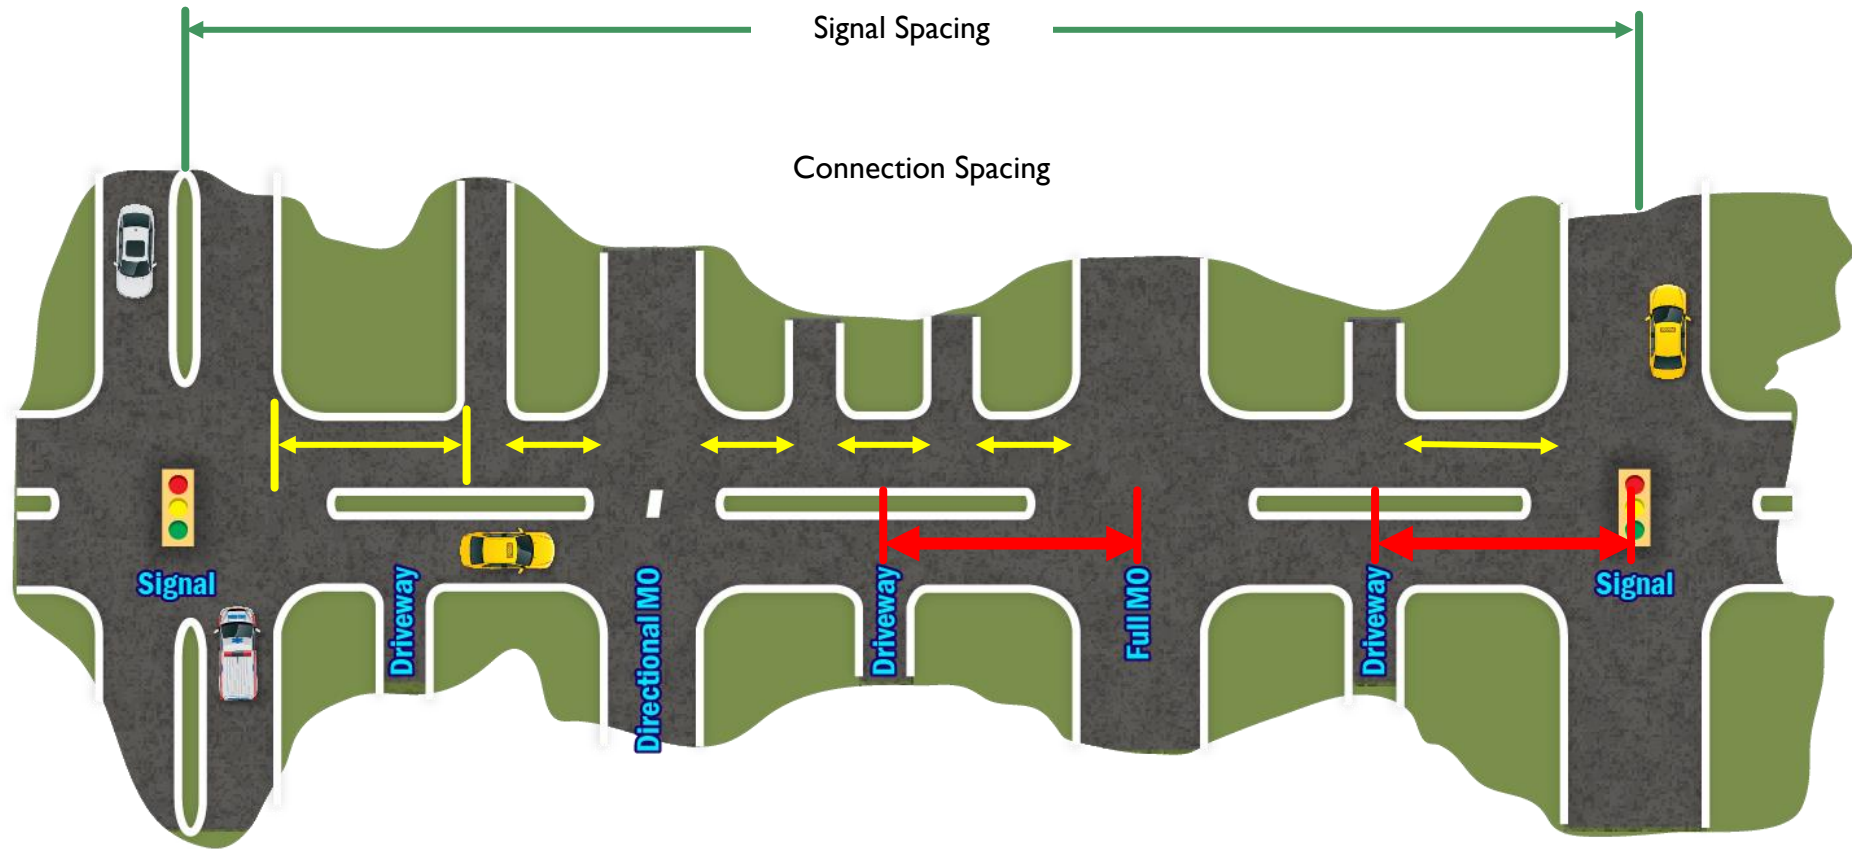 Signal Spacing
Connection Spacing
Signal
Driveway
Directional MO
Driveway
Full MO
Driveway
Signal